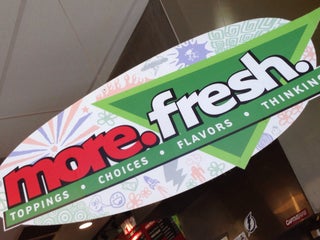 more.fresh.
TOPPINGS • CHOICES • FLAVORS • THINKING